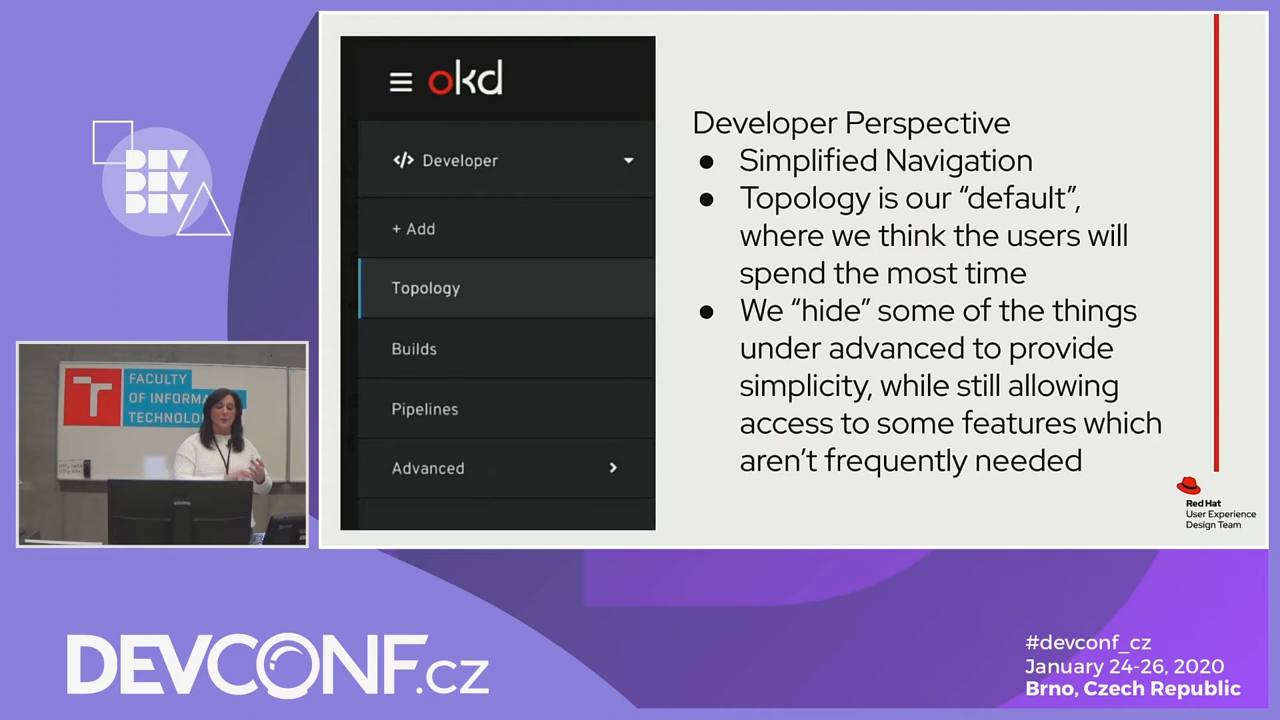 DEV
DEV
DEV
okd
</> Developer
+ Add
Topology
Builds
Pipelines
Advanced
Developer Perspective
● Simplified Navigation
● Topology is our “default”,
where we think the users will
spend the most time
● We “hide” some of the things
under advanced to provide
simplicity, while still allowing
access to some features which
aren’t frequently needed
Red Hat
User Experience
Design Team
FACULTY
OF INFORMA
TECHNOLO
DEVCONF.cz
#devconf_cz
January 24-26, 2020
Brno, Czech Republic